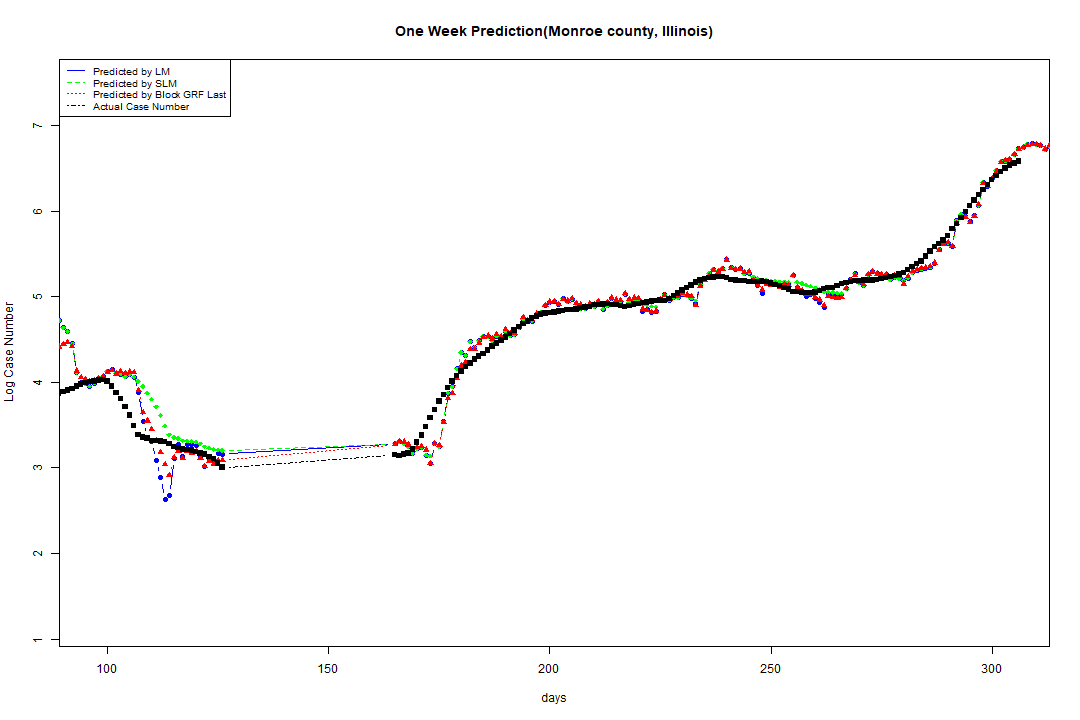 One Week Prediction(Monroe county, Illinois)
Predicted by LM
Predicted by SLM
Predicted by Block GRF Last
Actual Case Number
Log Case Number
7
6
5
4
3
2
1
100 150 200 250 300
days